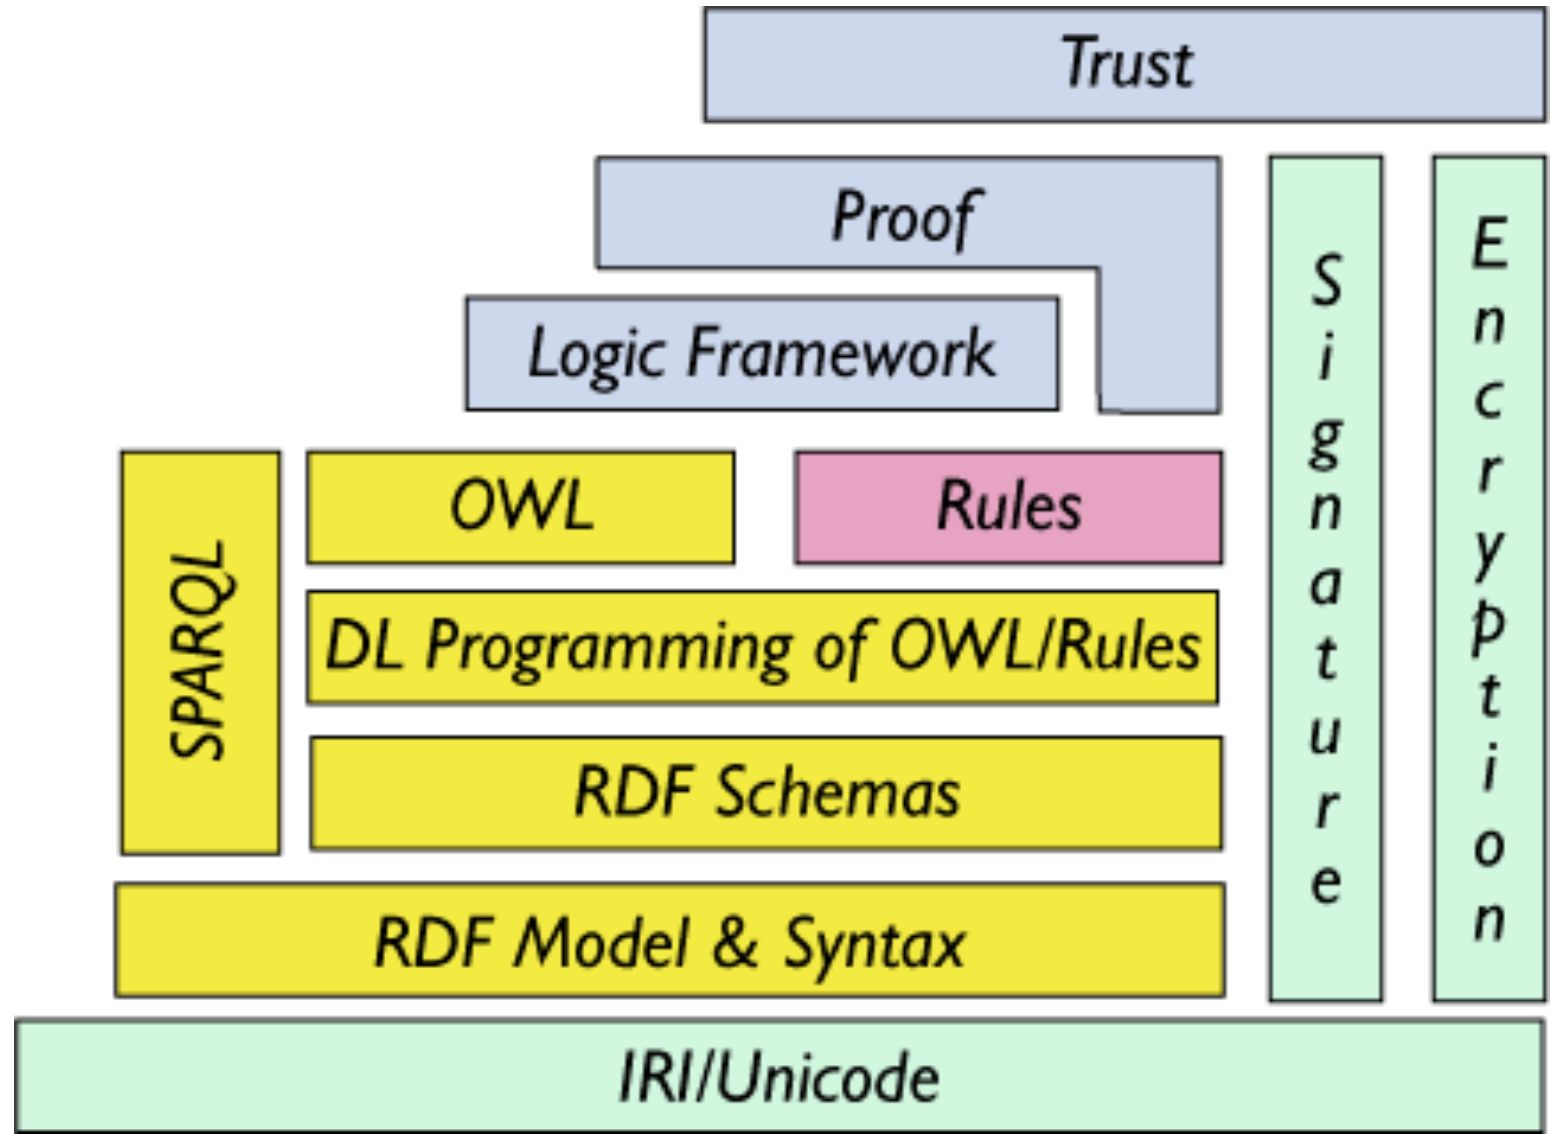 Trust
Proof
Logic Framework
Signature
Encryption
SPARQL
OWL
Rules
DL Programming of OWL/Rules
RDF Schemas
RDF Model & Syntax
IRI/Unicode